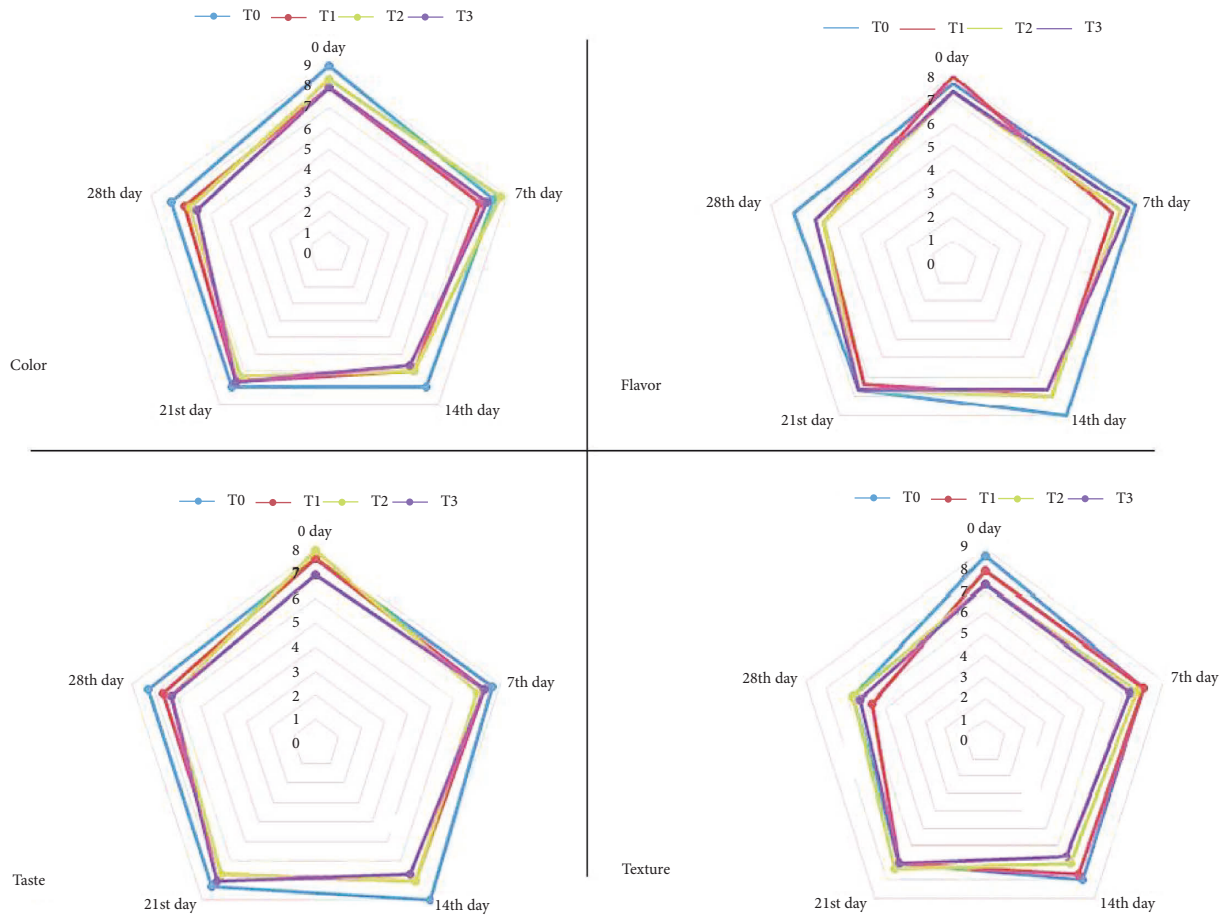 T0 T1 T2 T3
0 day
9
8
7
6
5
4
3
2
1
0
28th day
7th day
21st day
14th day
Color
T0 T1 T2 T3
0 day
8
7
6
5
4
3
2
1
0
28th day
7th day
21st day
14th day
Flavor
T0 T1 T2 T3
0 day
8
7
6
5
4
3
2
1
0
28th day
7th day
21st day
14th day
Taste
T0 T1 T2 T3
0 day
9
8
7
6
5
4
3
2
1
0
28th day
7th day
21st day
14th day
Texture